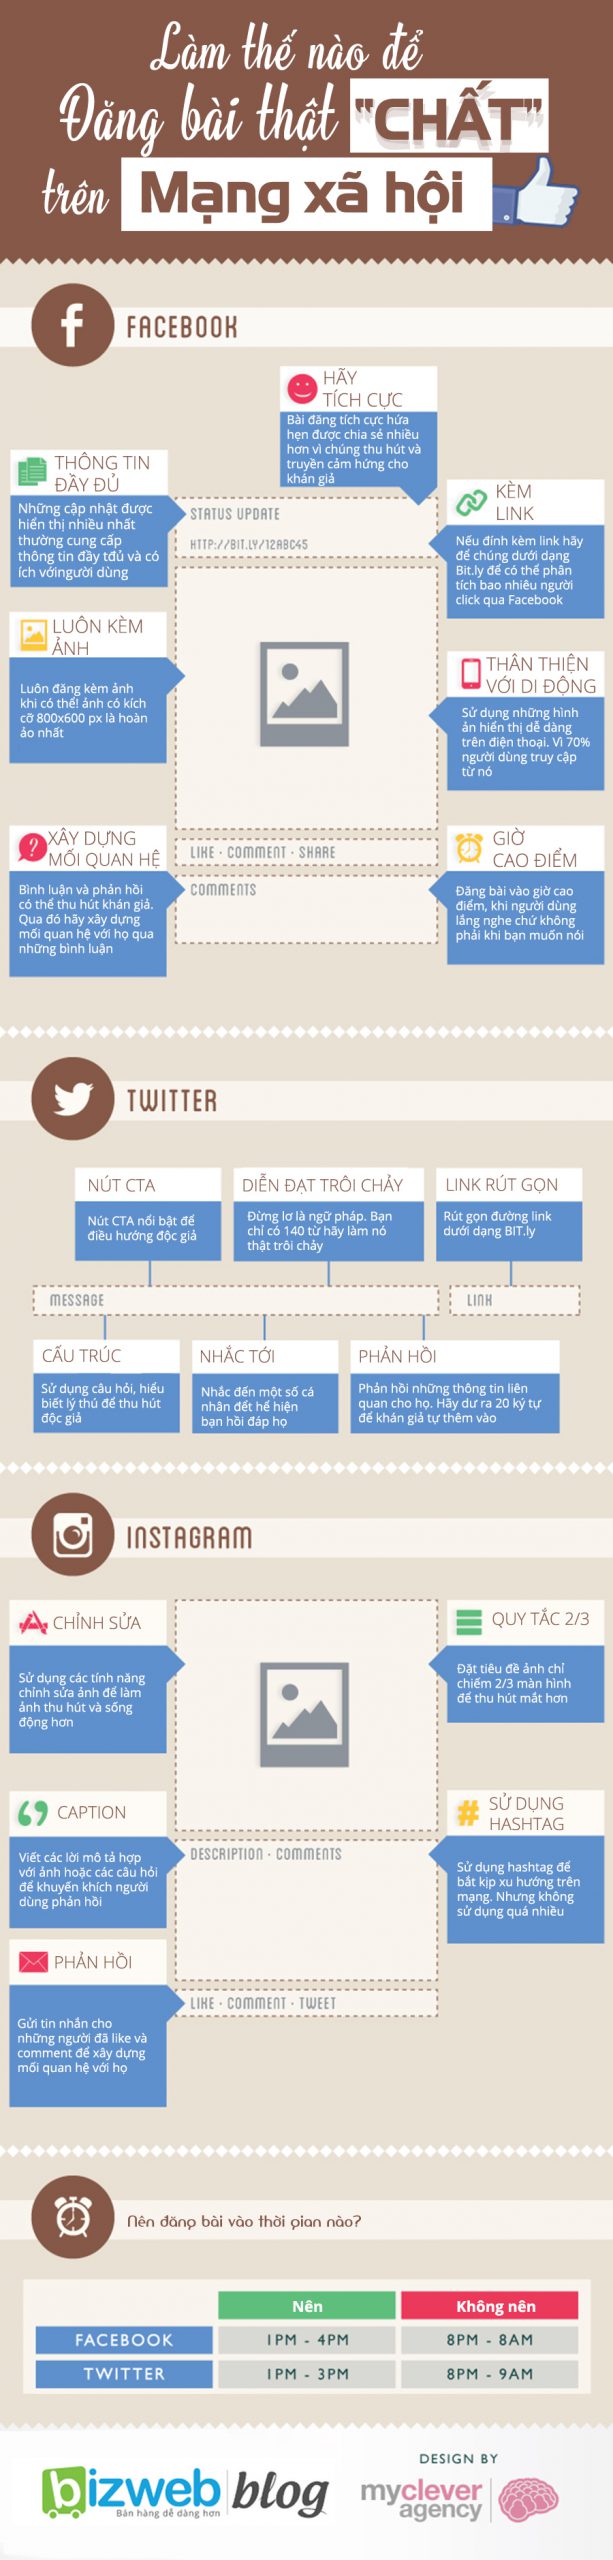 Làm thế nào để
Đăng bài thật "CHẤT"
trên Mạng xã hội
FACEBOOK
HÃY
TÍCH CỰC
Bài đăng tích cực hứa
hẹn được chia sẻ nhiều
hơn vì chúng thu hút và
truyền cảm hứng cho
khán giả
THÔNG TIN
ĐẦY ĐỦ
Những cập nhật được
hiển thị nhiều nhất
thường cung cấp
thông tin đầy tđủ và có
ích vớingười dùng
STATUS UPDATE
HTTP://BIT.LY/12ABC45
KÈM
LINK
Nếu đính kèm link hãy
để chúng dưới dạng
Bit.ly để có thể phân
tích bao nhiêu người
click qua Facebook
LUÔN KÈM
ẢNH
Luôn đăng kèm ảnh
khi có thể! ảnh có kích
cỡ 800x600 px là hoàn
ảo nhất
THÂN THIỆN
VỚI DI ĐỘNG
Sử dụng những hình
ản hiển thị dễ dàng
trên điện thoại. Vì 70%
người dùng truy cập
từ nó
XÂY DỰNG
MỐI QUAN HỆ
Bình luận và phản hồi
có thể thu hút khán giả.
Qua đó hãy xây dựng
mối quan hệ với họ qua
những bình luận
LIKE · COMMENT · SHARE
COMMENTS
GIỜ
CAO ĐIỂM
Đăng bài vào giờ cao
điểm, khi người dùng
lắng nghe chứ không
phải khi bạn muốn nói
TWITTER
NÚT CTA
Nút CTA nổi bật để
điều hướng độc giả
DIỄN ĐẠT TRÔI CHẢY
Đừng lơ là ngữ pháp. Bạn
chỉ có 140 từ hãy làm nó
thật trôi chảy
LINK RÚT GỌN
Rút gọn đường link
dưới dạng BIT.ly
MESSAGE
LINK
CẤU TRÚC
Sử dụng câu hỏi, hiểu
biết lý thú để thu hút
độc giả
NHẮC TỚI
Nhắc đến một số cá
nhân đết hể hiện
bạn hồi đáp họ
PHẢN HỒI
Phản hồi những thông tin liên
quan cho họ. Hãy dư ra 20 ký tự
để khán giả tự thêm vào
INSTAGRAM
CHỈNH SỬA
Sử dụng các tính năng
chỉnh sửa ảnh để làm
ảnh thu hút và sống
động hơn
QUY TẮC 2/3
Đặt tiêu đề ảnh chỉ
chiếm 2/3 màn hình
để thu hút mắt hơn
CAPTION
Viết các lời mô tả hợp
với ảnh hoặc các câu hỏi
để khuyến khích người
dùng phản hồi
DESCRIPTION · COMMENTS
# SỬ DỤNG
HASHTAG
Sử dụng hashtag để
bắt kịp xu hướng trên
mạng. Nhưng không
sử dụng quá nhiều
PHẢN HỒI
Gửi tin nhắn cho
những người đã like và
comment để xây dựng
mối quan hệ với họ
LIKE · COMMENT · TWEET
Nên đăng bài vào thời gian nào?
Nên
Không nên
FACEBOOK
1PM - 4PM
8PM - 8AM
TWITTER
1PM - 3PM
8PM - 9AM
bizweb blog
Bán hàng dễ dàng hơn
DESIGN BY
myclever
agency